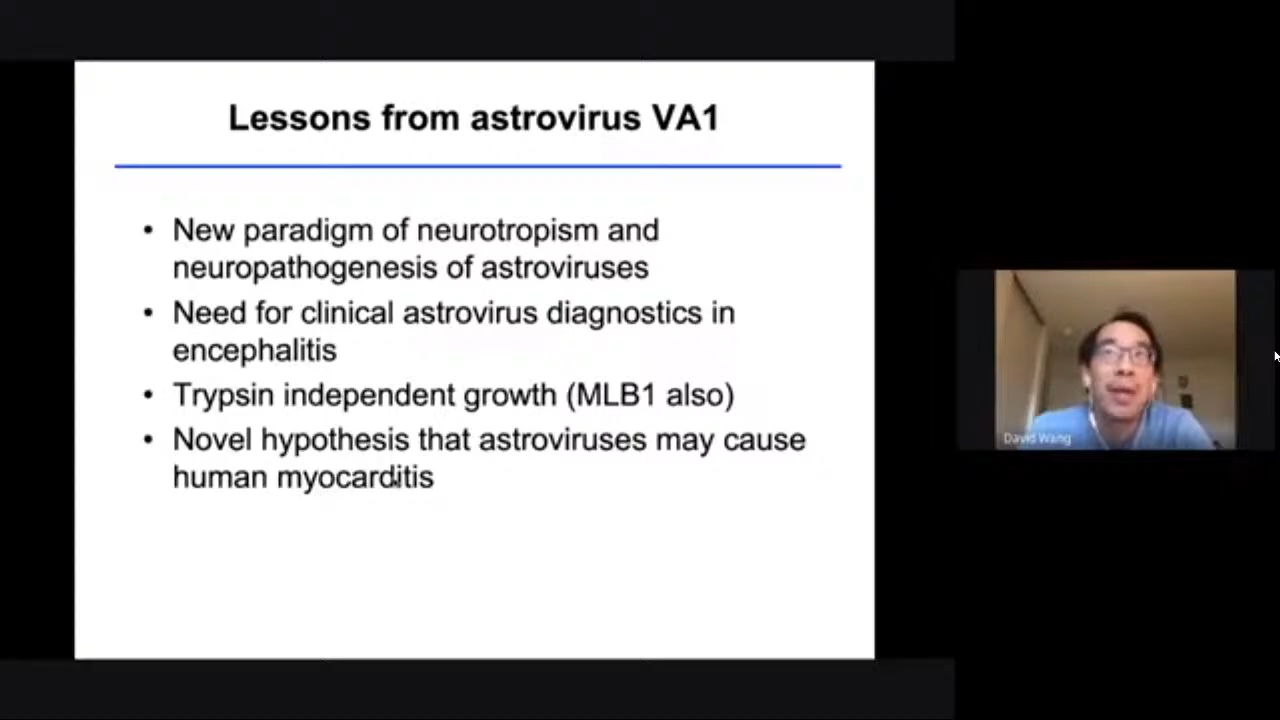 Lessons from astrovirus VA1
• New paradigm of neurotropism and
neuropathogenesis of astroviruses
• Need for clinical astrovirus diagnostics in
encephalitis
• Trypsin independent growth (MLB1 also)
• Novel hypothesis that astroviruses may cause
human myocarditis
David Wang